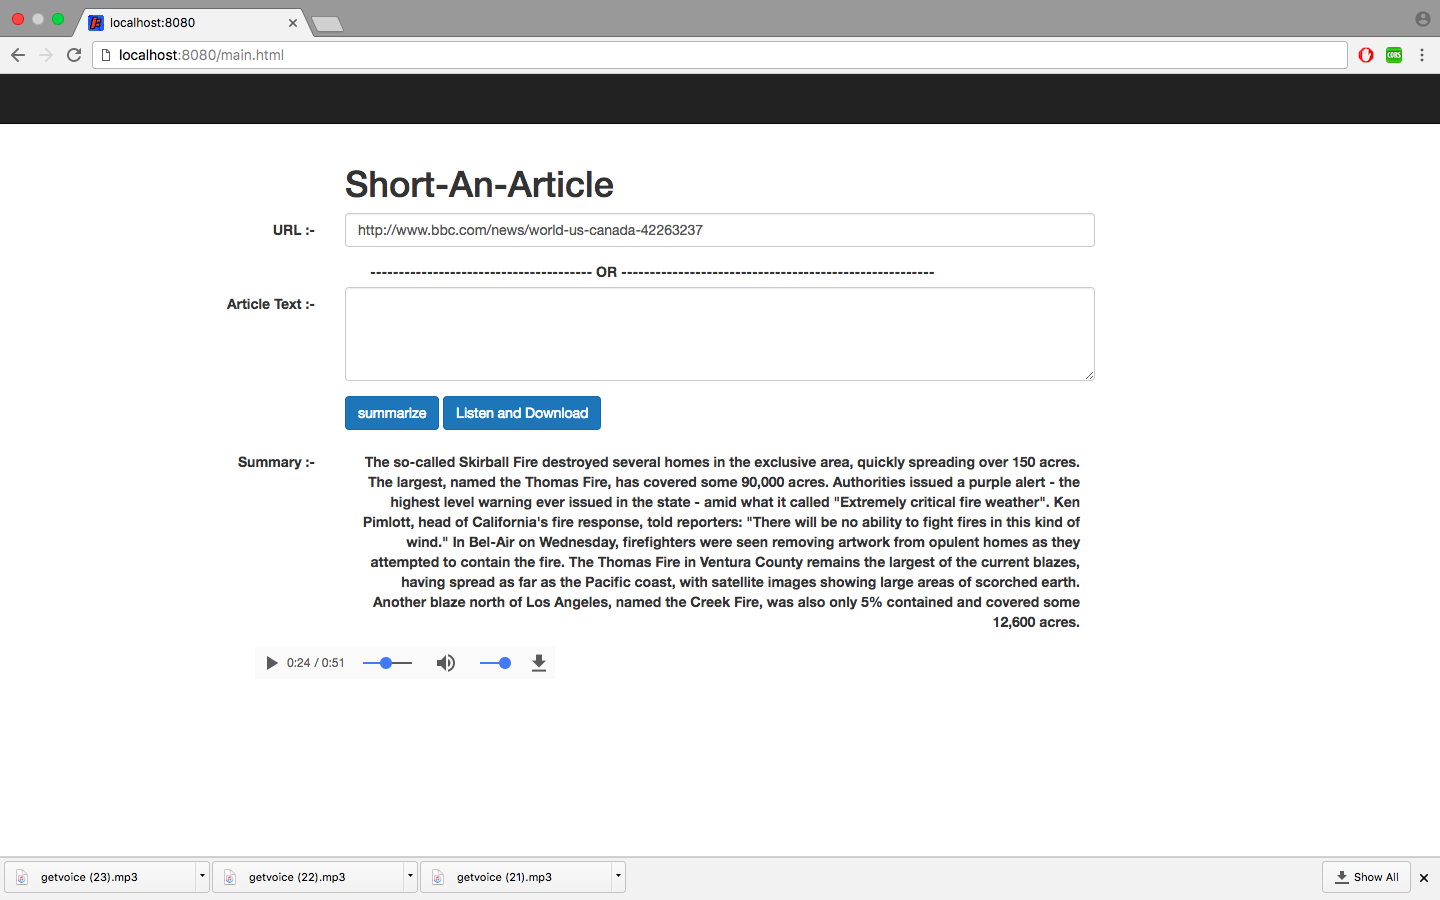 localhost:8080
localhost:8080/main.html
CORS
Short-An-Article
URL :-
http://www.bbc.com/news/world-us-canada-42263237
--------------------------------------- OR -------------------------------------------------------
Article Text :-
summarize
Listen and Download
Summary :-
The so-called Skirball Fire destroyed several homes in the exclusive area, quickly spreading over 150 acres.
The largest, named the Thomas Fire, has covered some 90,000 acres. Authorities issued a purple alert - the
highest level warning ever issued in the state - amid what it called "Extremely critical fire weather". Ken
Pimlott, head of California's fire response, told reporters: "There will be no ability to fight fires in this kind of
wind." In Bel-Air on Wednesday, firefighters were seen removing artwork from opulent homes as they
attempted to contain the fire. The Thomas Fire in Ventura County remains the largest of the current blazes,
having spread as far as the Pacific coast, with satellite images showing large areas of scorched earth.
Another blaze north of Los Angeles, named the Creek Fire, was also only 5% contained and covered some
12,600 acres.
0:24 / 0:51
getvoice (23).mp3
getvoice (22).mp3
getvoice (21).mp3
Show All